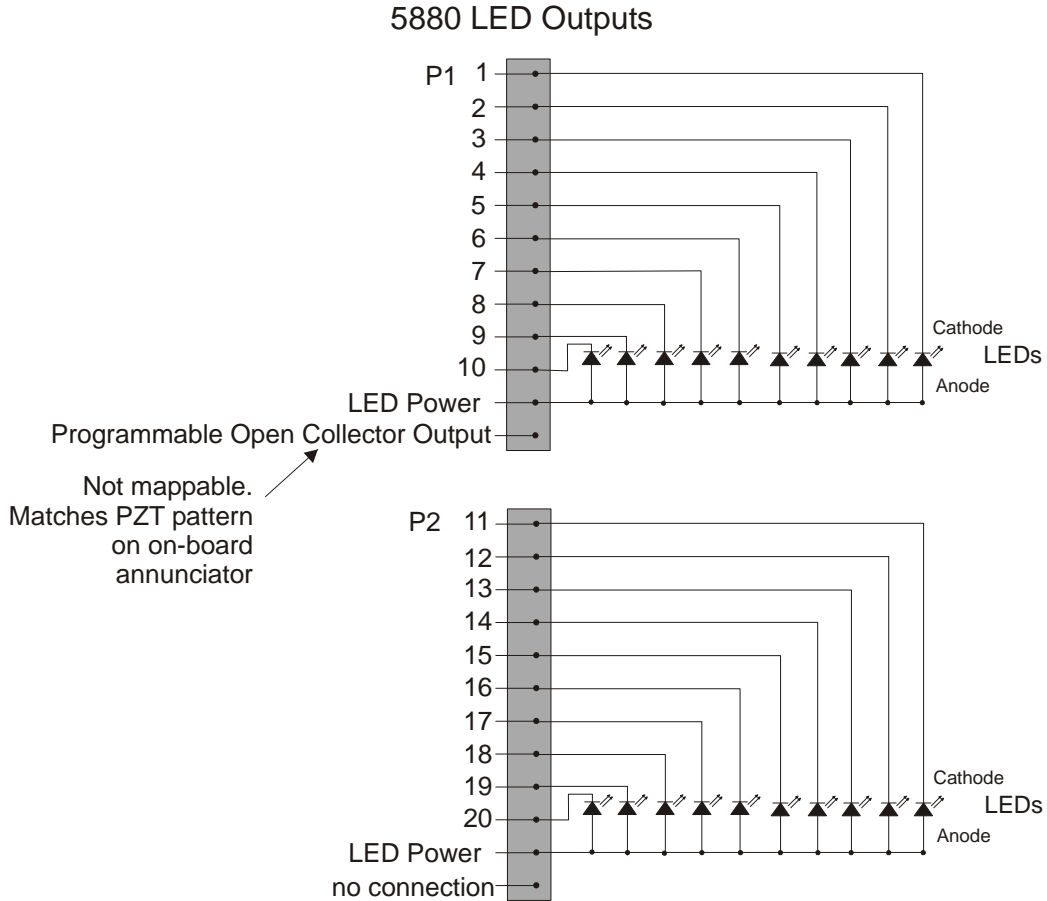 5880 LED Outputs
P1 1
2
3
4
5
6
7
8
9
10
Cathode
LEDs
Anode
LED Power
Programmable Open Collector Output
Not mappable.
Matches PZT pattern
on on-board
annunciator
P2 11
12
13
14
15
16
17
18
19
20
Cathode
LEDs
Anode
LED Power
no connection